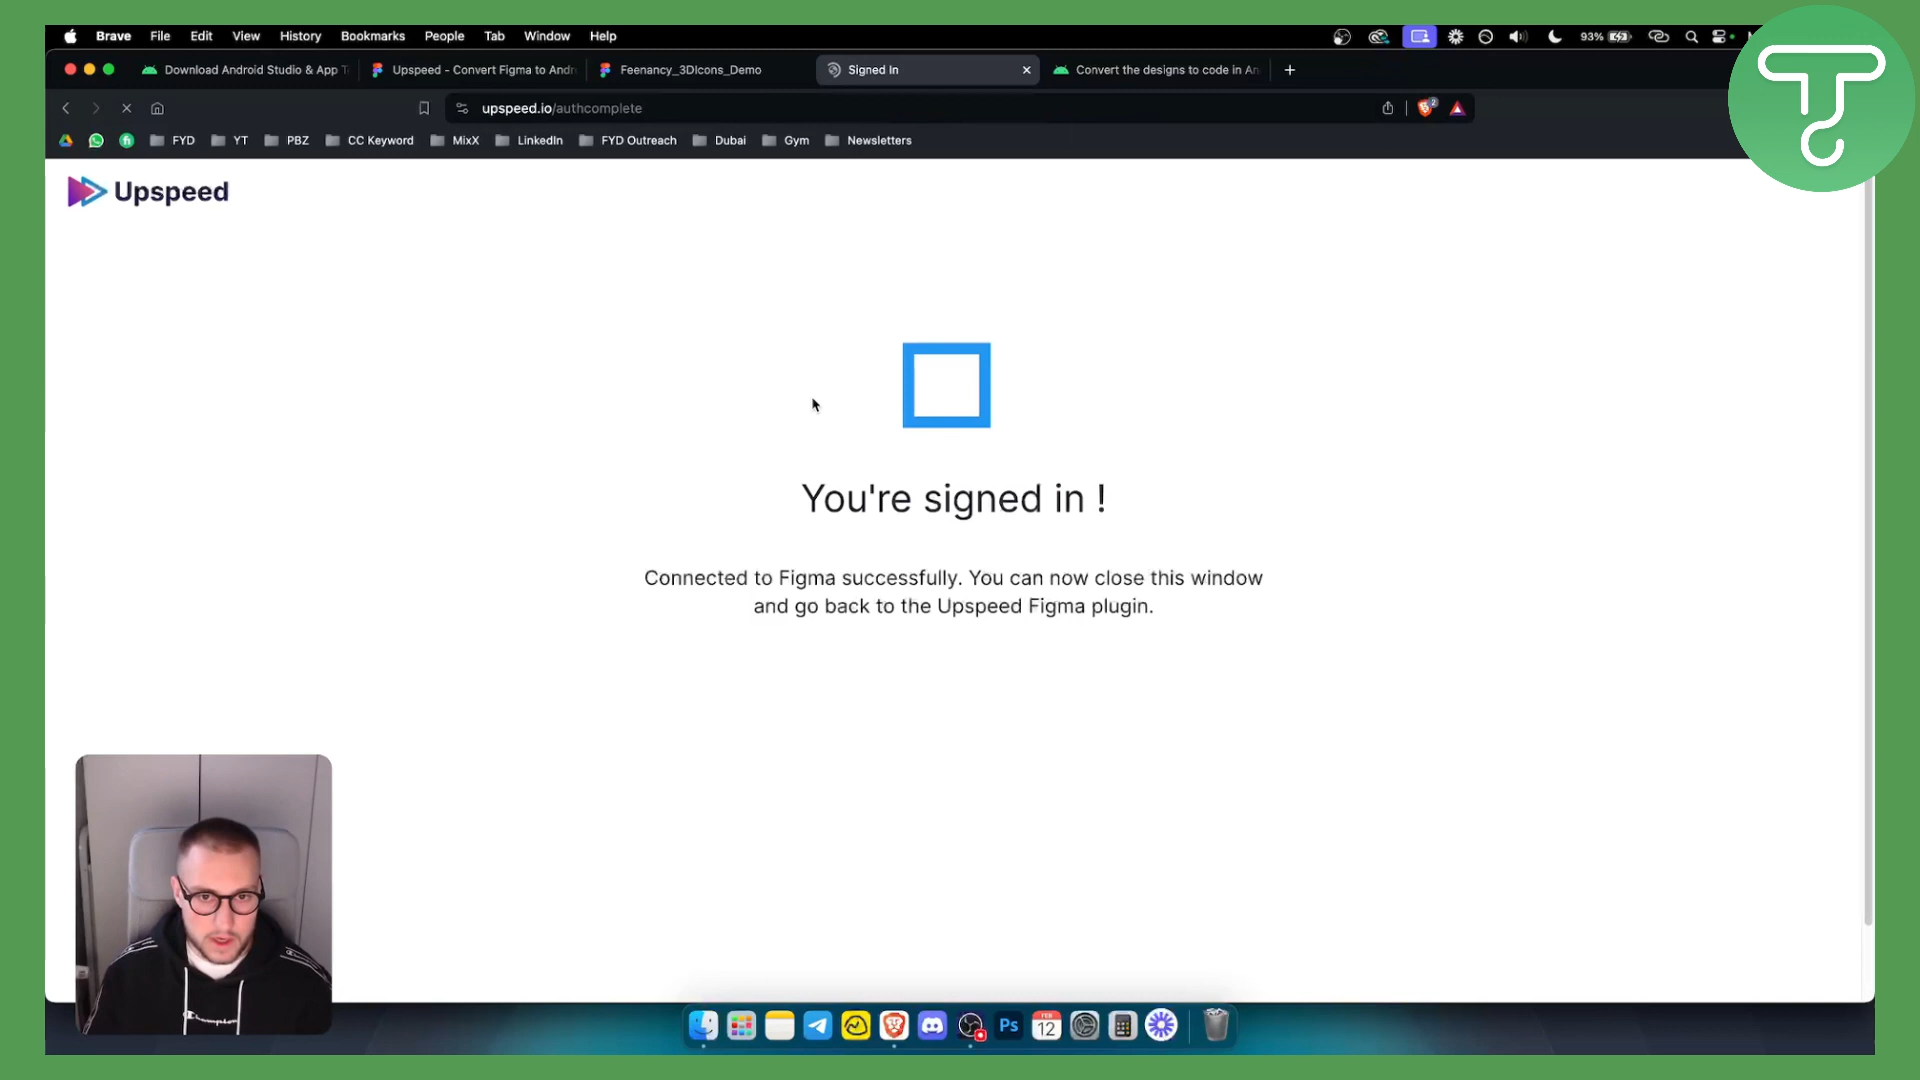 Brave File Edit View History Bookmarks People Tab Window Help
93%
Download Android Studio & App T
Upspeed - Convert Figma to Andr
Feenancy_3DIcons_Demo
Signed In
Convert the designs to code in An
upspeed.io/authcomplete
2
FYD YT PBZ CC Keyword MixX LinkedIn FYD Outreach Dubai Gym Newsletters
Upspeed
You're signed in !
Connected to Figma successfully. You can now close this window
and go back to the Upspeed Figma plugin.
Champion
Ps
FEB
12